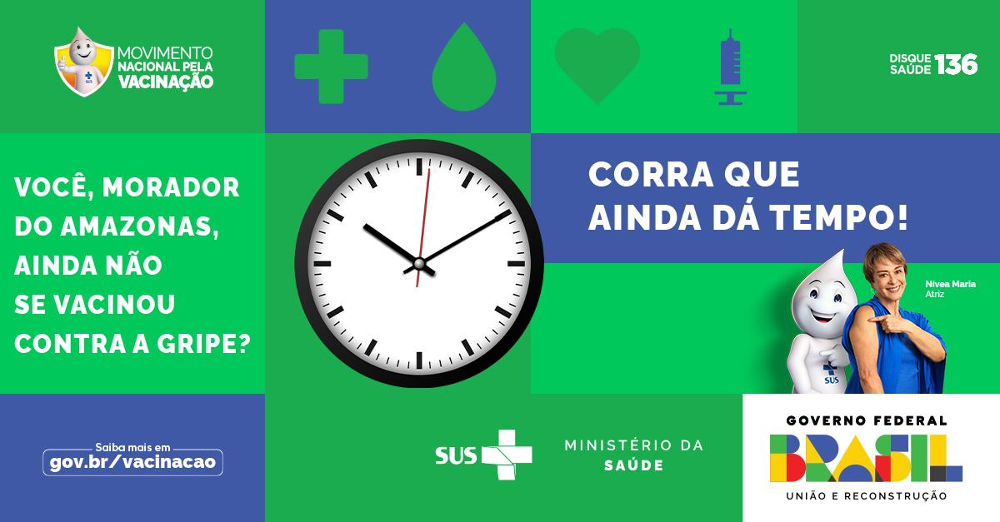 MOVIMENTO
NACIONAL PELA
VACINAÇÃO
SUS
DISQUE
SAÚDE 136
VOCÊ, MORADOR
DO AMAZONAS,
AINDA NÃO
SE VACINOU
CONTRA A GRIPE?
CORRA QUE
AINDA DÁ TEMPO!
Nívea Maria
Atriz
SUS
Saiba mais em
gov.br/vacinacao
SUS
MINISTÉRIO DA
SAÚDE
GOVERNO FEDERAL
BRASIL
UNIÃO E RECONSTRUÇÃO